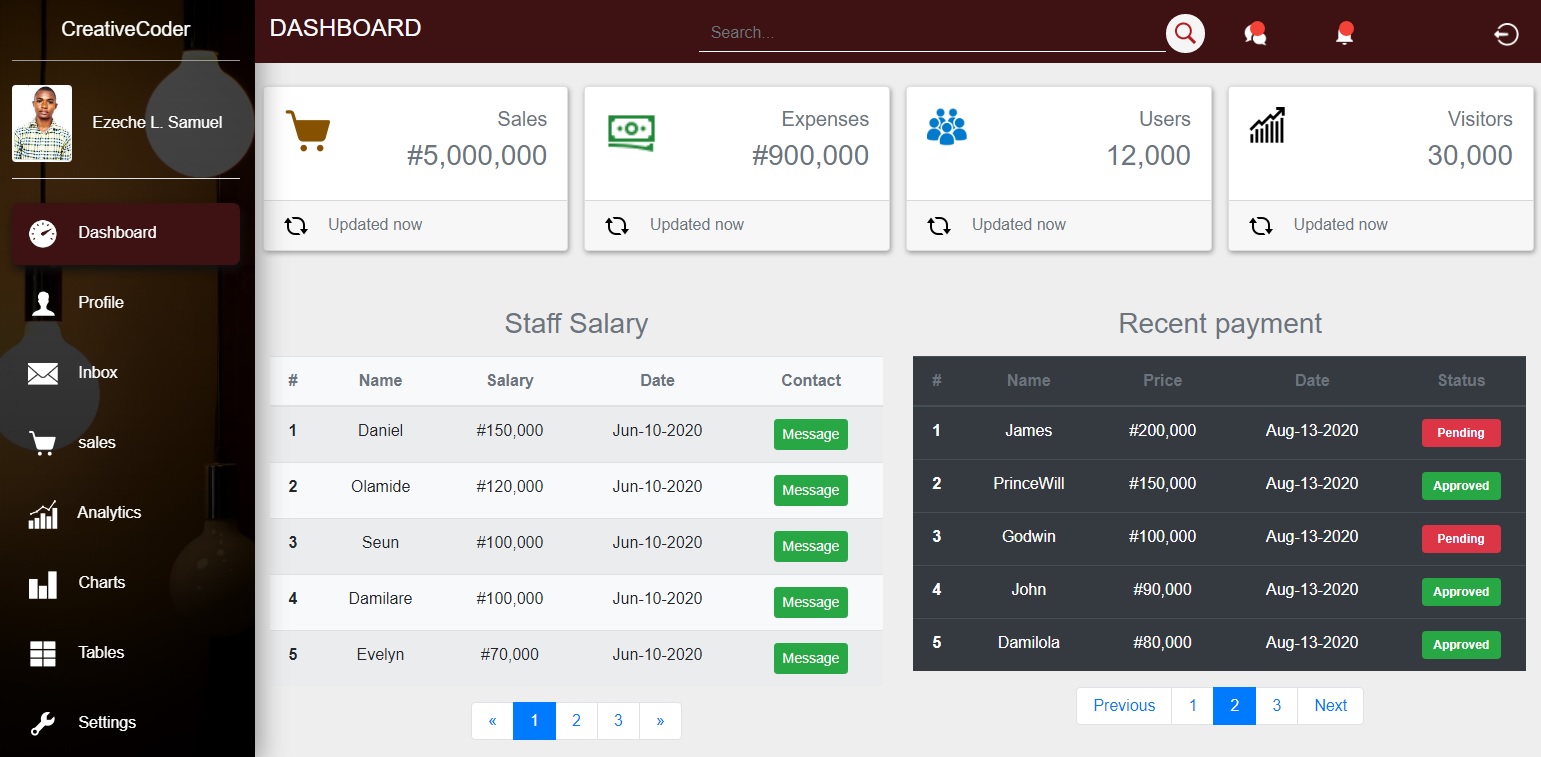 CreativeCoder
Ezeche L. Samuel
Dashboard
Profile
Inbox
sales
Analytics
Charts
Tables
Settings
DASHBOARD
Search...
Sales
#5,000,000
Updated now
Expenses
#900,000
Updated now
Users
12,000
Updated now
Visitors
30,000
Updated now
Staff Salary
# Name Salary Date Contact
1 Daniel #150,000 Jun-10-2020 Message
2 Olamide #120,000 Jun-10-2020 Message
3 Seun #100,000 Jun-10-2020 Message
4 Damilare #100,000 Jun-10-2020 Message
5 Evelyn #70,000 Jun-10-2020 Message
« 1 2 3 »
Recent payment
# Name Price Date Status
1 James #200,000 Aug-13-2020 Pending
2 PrinceWill #150,000 Aug-13-2020 Approved
3 Godwin #100,000 Aug-13-2020 Pending
4 John #90,000 Aug-13-2020 Approved
5 Damilola #80,000 Aug-13-2020 Approved
Previous 1 2 3 Next